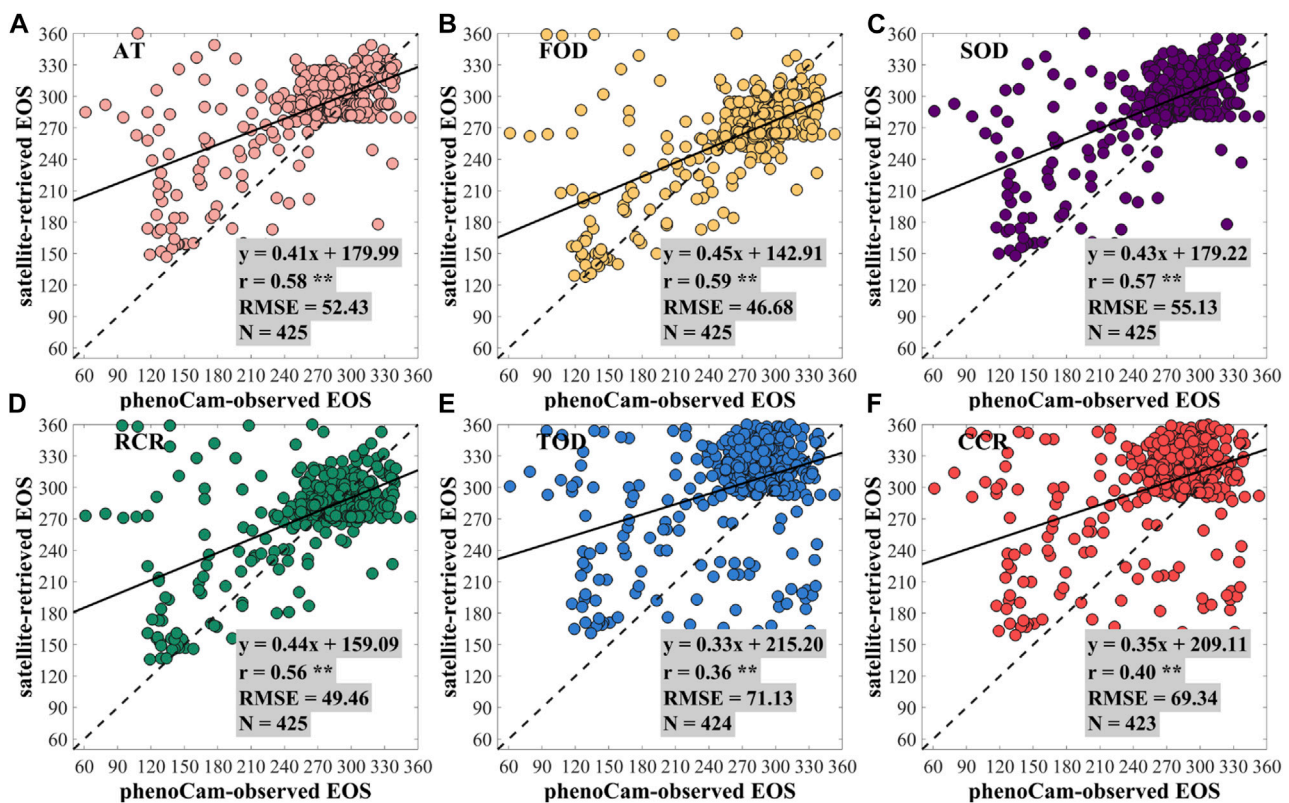 A
AT
360
330
300
270
240
210
180
150
120
90
60
satellite-retrieved EOS
y = 0.41x + 179.99
r = 0.58 **
RMSE = 52.43
N = 425
60 90 120 150 180 210 240 270 300 330 360
phenoCam-observed EOS
B
FOD
360
330
300
270
240
210
180
150
120
90
60
satellite-retrieved EOS
y = 0.45x + 142.91
r = 0.59 **
RMSE = 46.68
N = 425
60 90 120 150 180 210 240 270 300 330 360
phenoCam-observed EOS
C
SOD
360
330
300
270
240
210
180
150
120
90
60
satellite-retrieved EOS
y = 0.43x + 179.22
r = 0.57 **
RMSE = 55.13
N = 425
60 90 120 150 180 210 240 270 300 330 360
phenoCam-observed EOS
D
RCR
360
330
300
270
240
210
180
150
120
90
60
satellite-retrieved EOS
y = 0.44x + 159.09
r = 0.56 **
RMSE = 49.46
N = 425
60 90 120 150 180 210 240 270 300 330 360
phenoCam-observed EOS
E
TOD
360
330
300
270
240
210
180
150
120
90
60
satellite-retrieved EOS
y = 0.33x + 215.20
r = 0.36 **
RMSE = 71.13
N = 424
60 90 120 150 180 210 240 270 300 330 360
phenoCam-observed EOS
F
CCR
360
330
300
270
240
210
180
150
120
90
60
satellite-retrieved EOS
y = 0.35x + 209.11
r = 0.40 **
RMSE = 69.34
N = 423
60 90 120 150 180 210 240 270 300 330 360
phenoCam-observed EOS